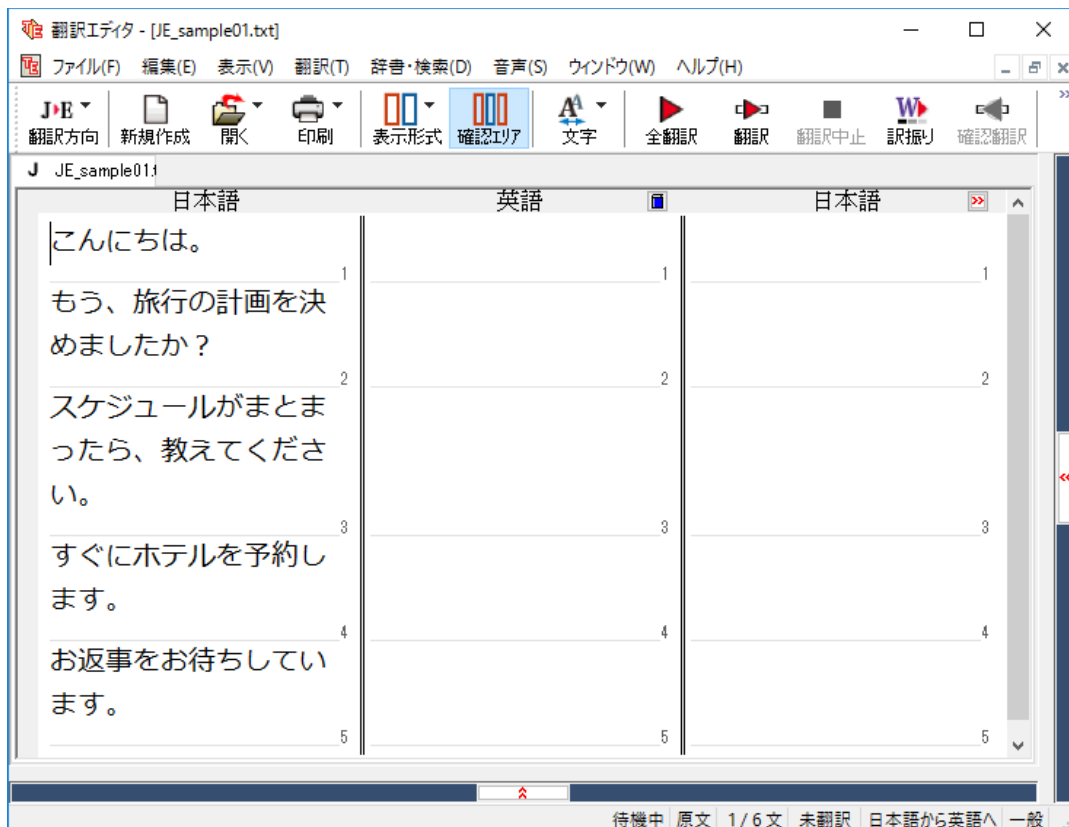 翻訳エディタ - [JE_sample01.txt]
ファイル(F) 編集(E) 表示(V) 翻訳(T) 辞書・検索(D) 音声(S) ウィンドウ(W) ヘルプ(H)
J▶E
翻訳方向 新規作成 開く 印刷 表示形式 確認エリア 文字 全翻訳 翻訳 翻訳中止 訳振り 確認翻訳
J JE_sample01.t
日本語 英語 日本語
こんにちは。
1 1 1
もう、旅行の計画を決
めましたか？
2 2 2
スケジュールがまとま
ったら、教えてくださ
い。
3 3 3
すぐにホテルを予約し
ます。
4 4 4
お返事をお待ちしてい
ます。
5 5 5
待機中 原文 1 / 6 文 未翻訳 日本語から英語へ 一般